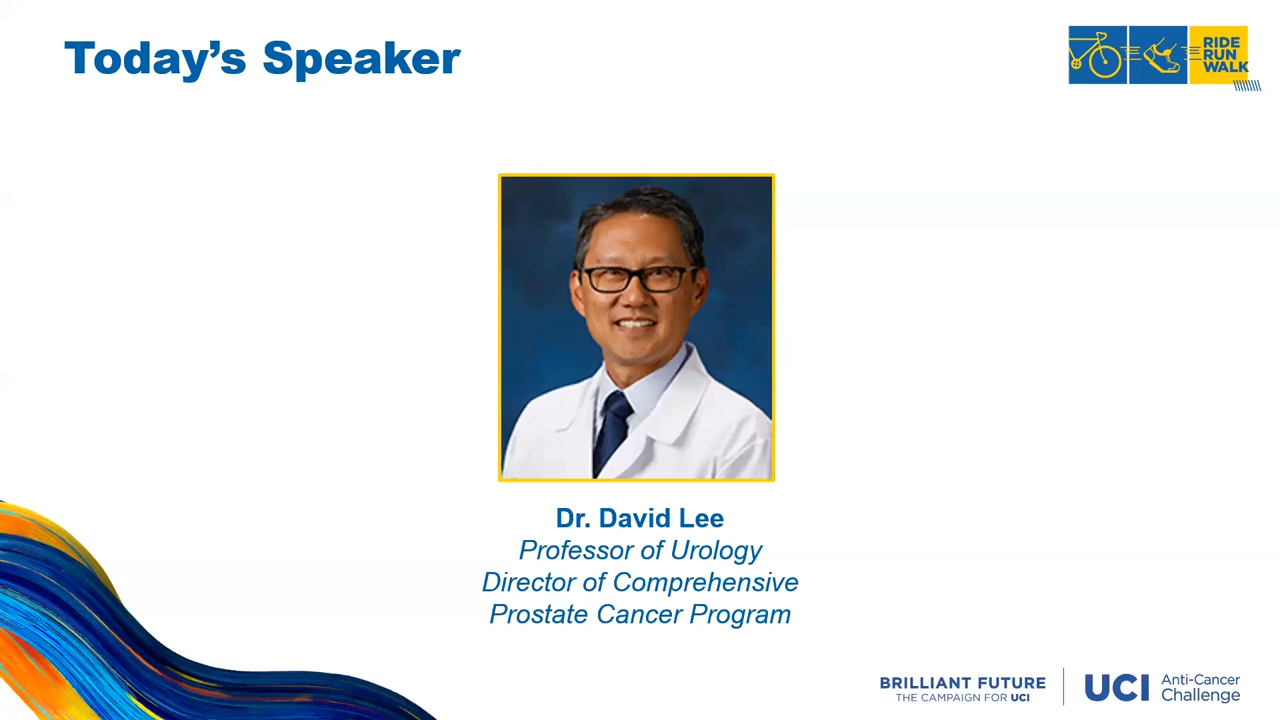 Today’s Speaker
RIDE
RUN
WALK
Dr. David Lee
Professor of Urology
Director of Comprehensive
Prostate Cancer Program
BRILLIANT FUTURE
THE CAMPAIGN FOR UCI
UCI
Anti-Cancer
Challenge